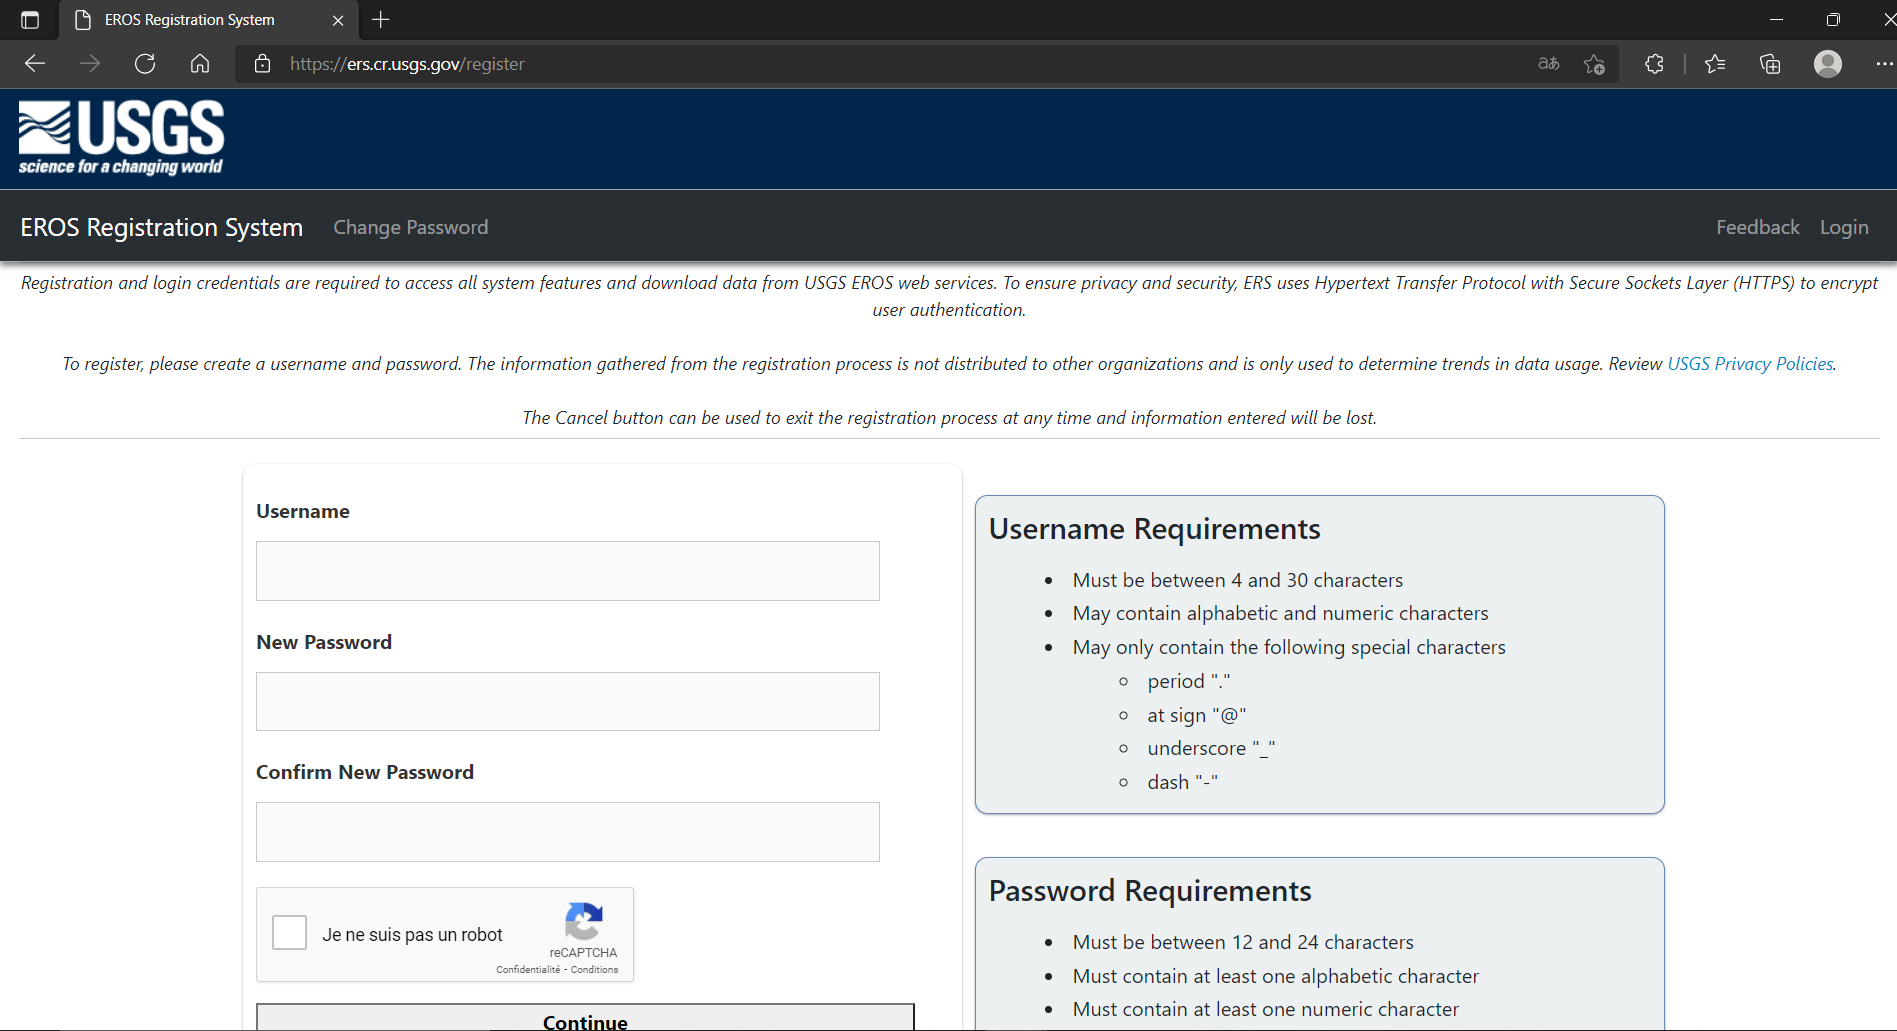 EROS Registration System
https://ers.cr.usgs.gov/register
aあ
USGS
science for a changing world
EROS Registration System Change Password Feedback Login
Registration and login credentials are required to access all system features and download data from USGS EROS web services. To ensure privacy and security, ERS uses Hypertext Transfer Protocol with Secure Sockets Layer (HTTPS) to encrypt
user authentication.
To register, please create a username and password. The information gathered from the registration process is not distributed to other organizations and is only used to determine trends in data usage. Review USGS Privacy Policies.
The Cancel button can be used to exit the registration process at any time and information entered will be lost.
Username
New Password
Confirm New Password
Je ne suis pas un robot
reCAPTCHA
Confidentialité - Conditions
Continue
Username Requirements
• Must be between 4 and 30 characters
• May contain alphabetic and numeric characters
• May only contain the following special characters
○ period "."
○ at sign "@"
○ underscore "_"
○ dash "-"
Password Requirements
• Must be between 12 and 24 characters
• Must contain at least one alphabetic character
• Must contain at least one numeric character